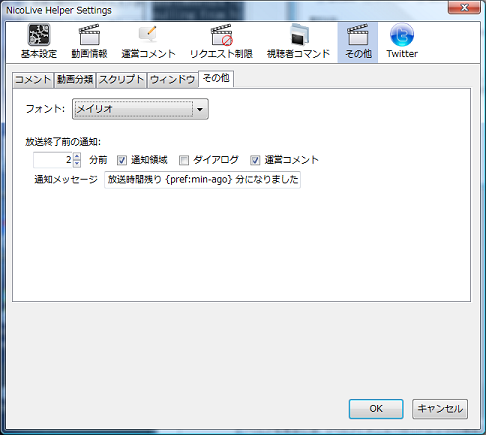 NicoLive Helper Settings
基本設定 動画情報 運営コメント リクエスト制限 視聴者コマンド その他 Twitter
コメント 動画分類 スクリプト ウィンドウ その他
フォント: メイリオ
放送終了前の通知:
2 分前 通知領域 ダイアログ 運営コメント
通知メッセージ 放送時間残り {pref:min-ago} 分になりました
OK キャンセル